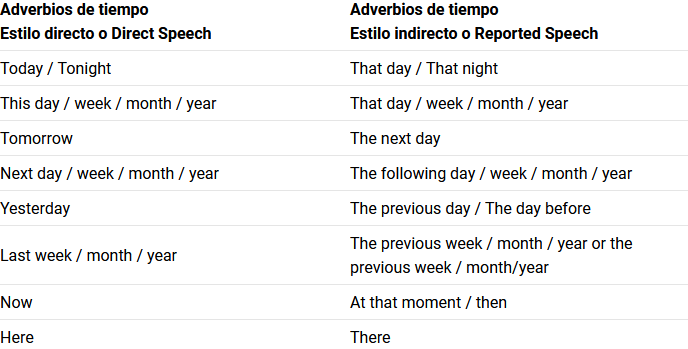 Adverbios de tiempo
Estilo directo o Direct Speech
Adverbios de tiempo
Estilo indirecto o Reported Speech
Today / Tonight
That day / That night
This day / week / month / year
That day / week / month / year
Tomorrow
The next day
Next day / week / month / year
The following day / week / month / year
Yesterday
The previous day / The day before
Last week / month / year
The previous week / month / year or the
previous week / month/year
Now
At that moment / then
Here
There